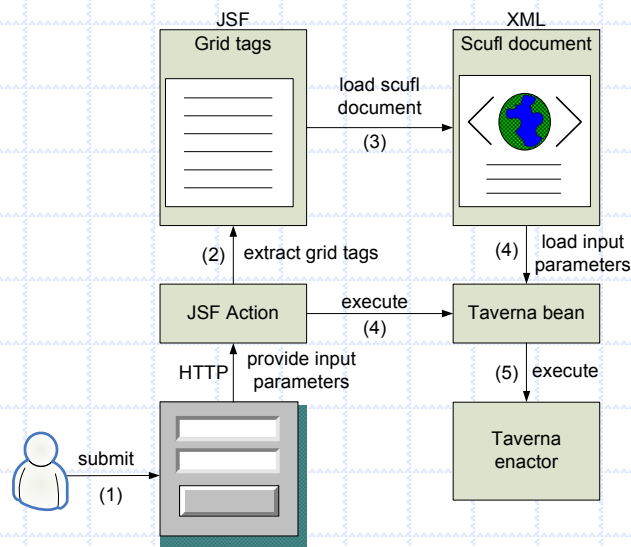 JSF
Grid tags
XML
Scufl document
load scufl
document
(3)
(2)
extract grid tags
(4)
load input
parameters
JSF Action
execute
(4)
Taverna bean
HTTP
provide input
parameters
(5)
execute
Taverna
enactor
submit
(1)